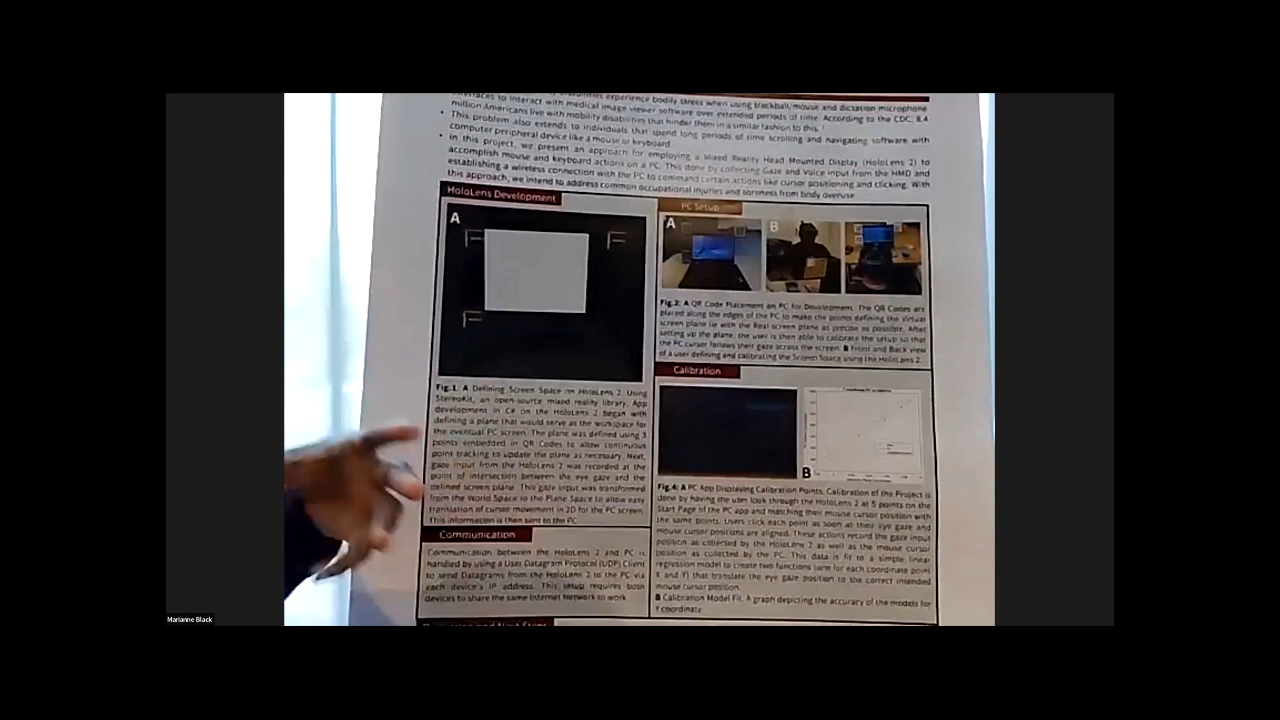 interfaces to interact with medical image viewer software over extended periods of time. According to the CDC, 8.4
million Americans live with mobility disabilities that hinder them in a similar fashion to this.
• This problem also extends to individuals that spend long periods of time scrolling and navigating software with
computer peripheral device like a mouse or keyboard.
• In this project, we present an approach for employing a Mixed Reality Head Mounted Display (HoloLens 2) to
accomplish mouse and keyboard actions on a PC. This done by collecting Gaze and Voice input from the HMD and
establishing a wireless connection with the PC to command certain actions like cursor positioning and clicking. With
this approach, we intend to address common occupational injuries and soreness from body overuse
HoloLens Development
A
Fig.1. A Defining Screen Space on HoloLens 2. Using
StereoKit, an open-source mixed reality library, App
development in C# on the HoloLens 2 began with
defining a plane that would serve as the workspace for
the eventual PC screen. The plane was defined using 3
points embedded in QR Codes to allow continuous
point tracking to update the plane as necessary. Next,
gaze input from the HoloLens 2 was recorded at the
point of intersection between the eye gaze and the
defined screen plane. This gaze input was transformed
from the World Space to the Plane Space to allow easy
translation of cursor movement in 2D for the PC screen.
This information is then sent to the PC.
Communication
Communication between the HoloLens 2 and PC is
handled by using a User Datagram Protocol (UDP) Client
to send Datagrams from the HoloLens 2 to the PC via
each device's IP address. This setup requires both
devices to share the same Internet Network to work.
PC Setup
A
B
Fig.2: A QR Code Placement on PC for Development. The QR Codes are
placed along the edges of the PC to make the points defining the virtual
screen plane lie with the Real screen plane as precise as possible. After
setting up the plane, the user is then able to calibrate the setup so that
the PC cursor follows their gaze across the screen. B Front and Back view
of a user defining and calibrating the Screen Space using the HoloLens 2.
Calibration
B
Fig.4: A PC App Displaying Calibration Points. Calibration of the Project is
done by having the user look through the HoloLens 2 at 5 points on the
Start Page of the PC app and matching their mouse cursor position with
the same points. Users click each point as soon as their eye gaze and
mouse cursor positions are aligned. These actions record the gaze input
position as collected by the HoloLens 2 as well as the mouse cursor
position as collected by the PC. This data is fit to a simple linear
regression model to create two functions (one for each coordinate point
X and Y) that translate the eye gaze position to the correct intended
mouse cursor position.
B Calibration Model Fit. A graph depicting the accuracy of the models for
Y coordinate
Marianne Black